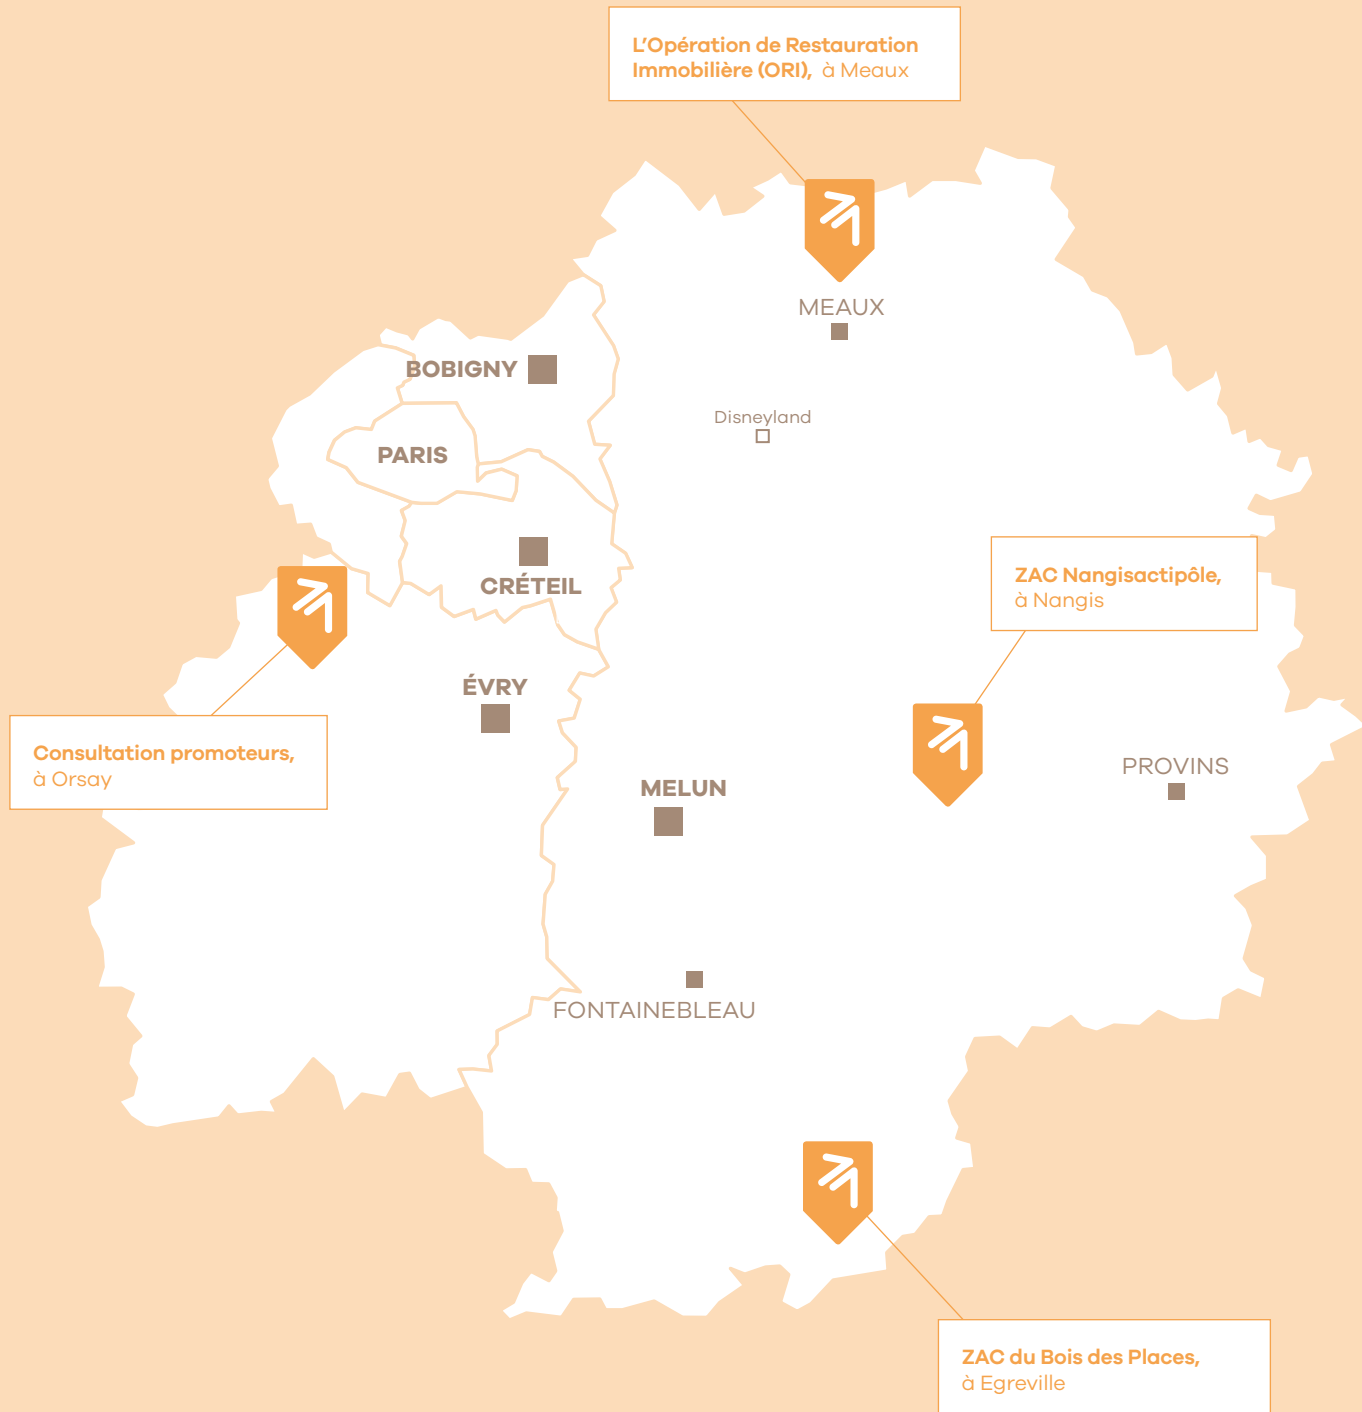 L'Opération de Restauration
Immobilière (ORI), à Meaux
MEAUX
BOBIGNY
Disneyland
PARIS
CRÉTEIL
ZAC Nangisactipôle,
à Nangis
ÉVRY
Consultation promoteurs,
à Orsay
MELUN
PROVINS
FONTAINEBLEAU
ZAC du Bois des Places,
à Egreville